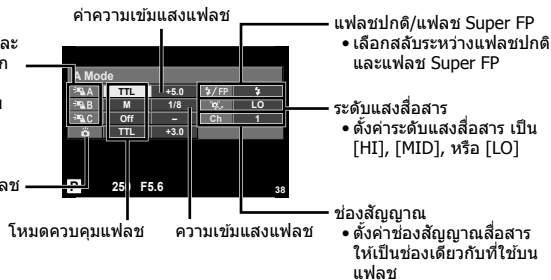 ค่าความเข้มแสงแฟลช
แฟลชปกติ/แฟลช Super FP
• เลือกสลับระหว่างแฟลชปกติ
และแฟลช Super FP
ละ
ก
A Mode
A TTL +5.0 FP
B M 1/8 LO
C Off – Ch 1
TTL +3.0
ระดับแสงสื่อสาร
• ตั้งค่าระดับแสงสื่อสาร เป็น
[HI], [MID], หรือ [LO]
ลช
P 250 F5.6 38
โหมดควบคุมแฟลช
ความเข้มแสงแฟลช
ช่องสัญญาณ
• ตั้งค่าช่องสัญญาณสื่อสาร
ให้เป็นช่องเดียวกับที่ใช้บน
แฟลช